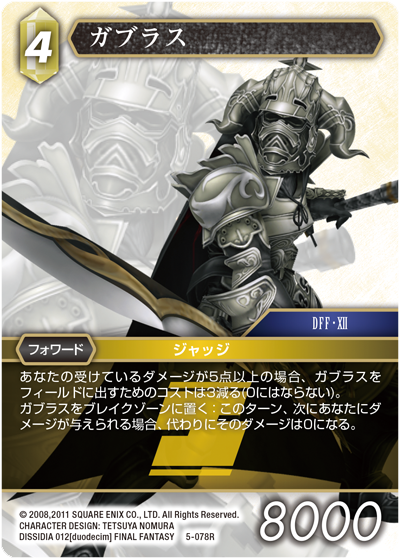 4
ガブラス
DFF・XII
フォワード
ジャッジ
あなたの受けているダメージが5点以上の場合、ガブラスを
フィールドに出すためのコストは3減る(0にはならない)。
ガブラスをブレイクゾーンに置く:このターン、次にあなたにダ
メージが与えられる場合、代わりにそのダメージは0になる。
© 2008,2011 SQUARE ENIX CO., LTD. All Rights Reserved.
CHARACTER DESIGN: TETSUYA NOMURA
DISSIDIA 012[duodecim] FINAL FANTASY 5-078R
8000